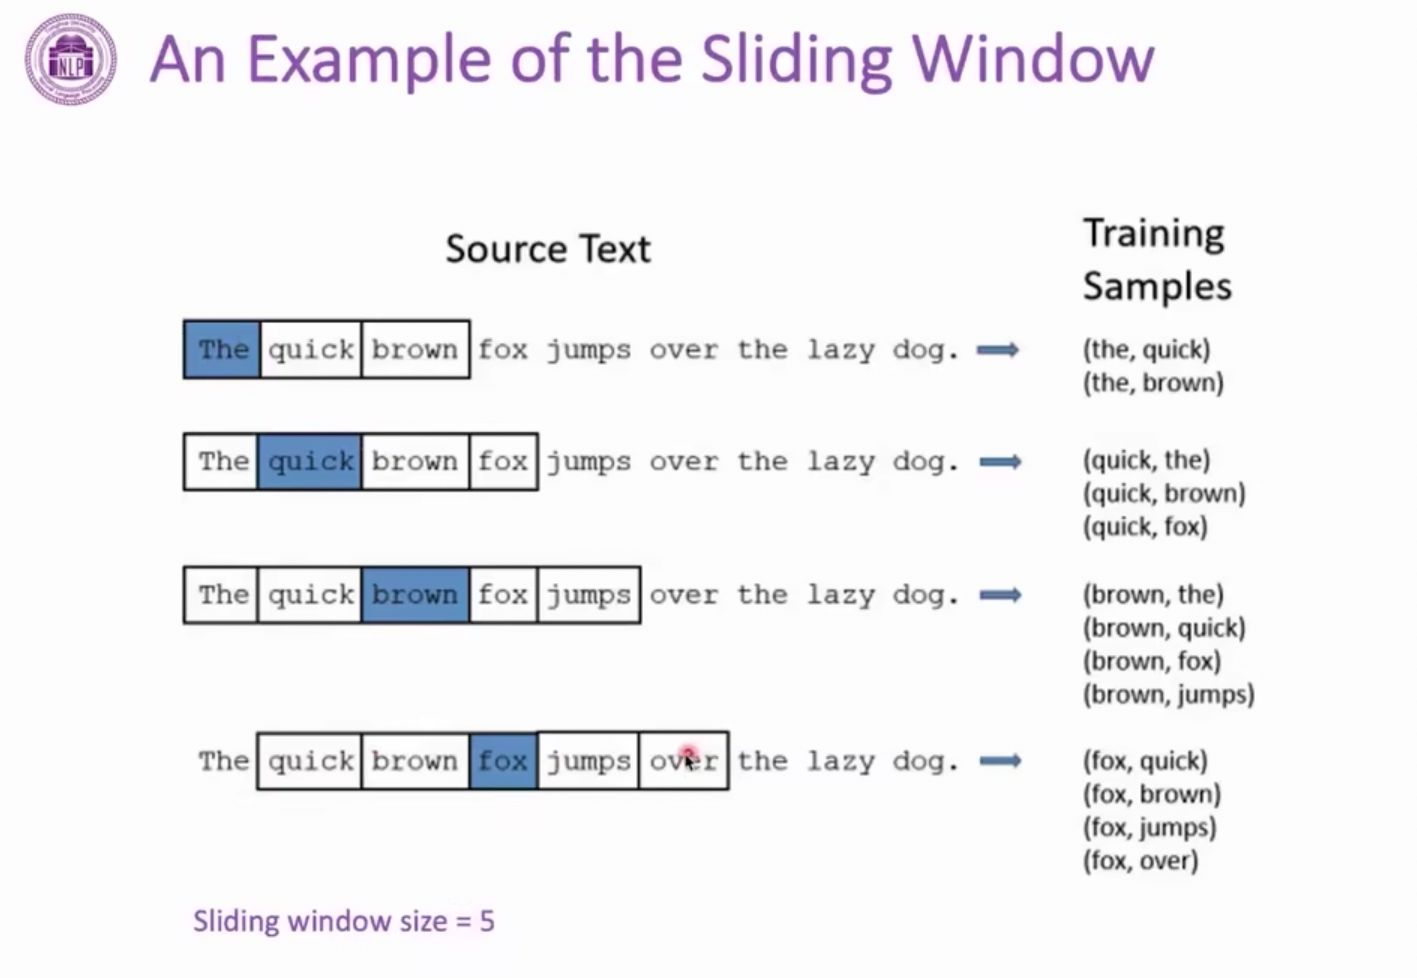 An Example of the Sliding Window
NLP
Source Text
Training
Samples
The quick brown fox jumps over the lazy dog.
(the, quick)
(the, brown)
The quick brown fox jumps over the lazy dog.
(quick, the)
(quick, brown)
(quick, fox)
The quick brown fox jumps over the lazy dog.
(brown, the)
(brown, quick)
(brown, fox)
(brown, jumps)
The quick brown fox jumps over the lazy dog.
(fox, quick)
(fox, brown)
(fox, jumps)
(fox, over)
Sliding window size = 5